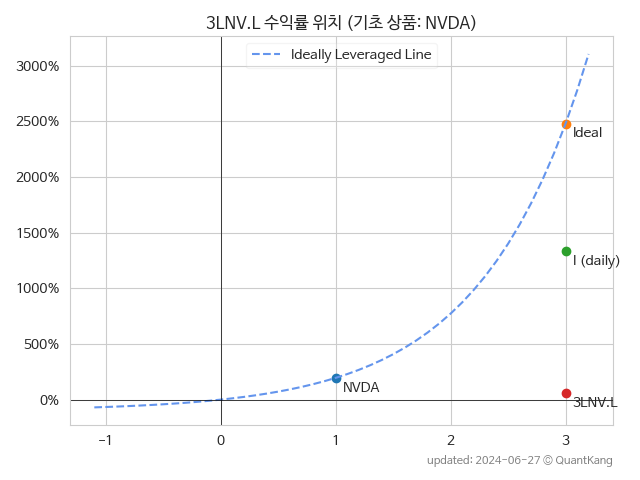 3LNV.L 수익률 위치 (기초 상품: NVDA)
Ideally Leveraged Line
3000%
2500%
2000%
1500%
1000%
500%
0%
Ideal
I (daily)
NVDA
3LNV.L
−1
0
1
2
3
updated: 2024-06-27 © QuantKang